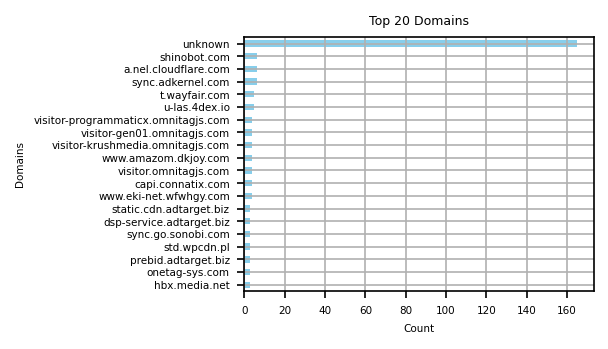 Top 20 Domains
unknown
shinobot.com
a.nel.cloudflare.com
sync.adkernel.com
t.wayfair.com
u-las.4dex.io
visitor-programmaticx.omnitagjs.com
visitor-gen01.omnitagjs.com
visitor-krushmedia.omnitagjs.com
www.amazom.dkjoy.com
visitor.omnitagjs.com
capi.connatix.com
www.eki-net.wfwhgy.com
static.cdn.adtarget.biz
dsp-service.adtarget.biz
sync.go.sonobi.com
std.wpcdn.pl
prebid.adtarget.biz
onetag-sys.com
hbx.media.net
Domains
0 20 40 60 80 100 120 140 160
Count